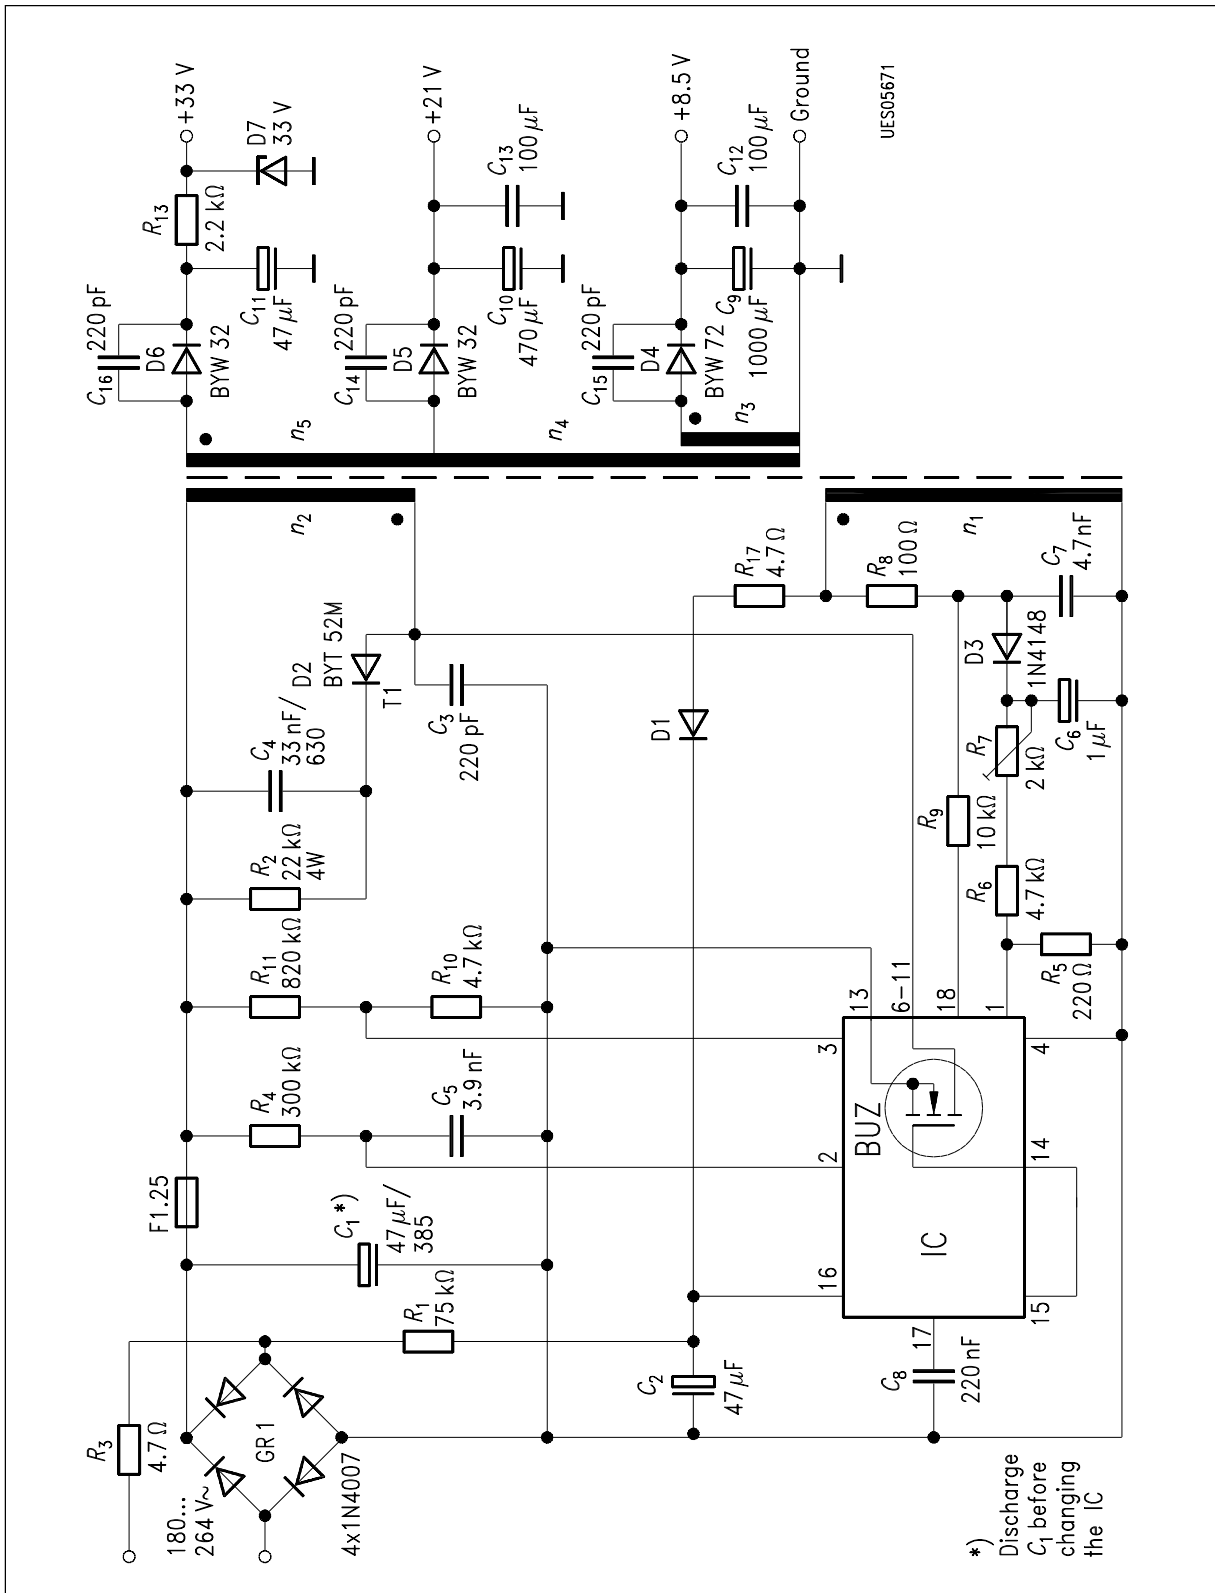 R3
4.7 Ω
180...
264 V~
GR 1
4x1N4007
F1.25
C1 *)
47 µF/
385
R1
75 kΩ
R4
300 kΩ
C5
3.9 nF
R11
820 kΩ
R10
4.7 kΩ
R2
22 kΩ
4W
C4
33 nF/
630
D2
BYT 52M
T1
C3
220 pF
n2
C2
47 µF
D1
R17
4.7 Ω
R8
100 Ω
n1
C7
4.7 nF
D3
1N4148
C6
1 µF
R7
2 kΩ
R9
10 kΩ
R6
4.7 kΩ
R5
220 Ω
13
6-11
18
1
3
4
2
BUZ
14
IC
16
15
17
C8
220 nF
*)
Discharge
C1 before
changing
the IC
C16
220 pF
D6
BYW 32
n5
C11
47 µF
R13
2.2 kΩ
D7
33 V
+33 V
C14
220 pF
D5
BYW 32
n4
C10
470 µF
C13
100 µF
+21 V
C15
220 pF
D4
BYW 72
n3
C9
1000 µF
C12
100 µF
+8.5 V
Ground
UES05671